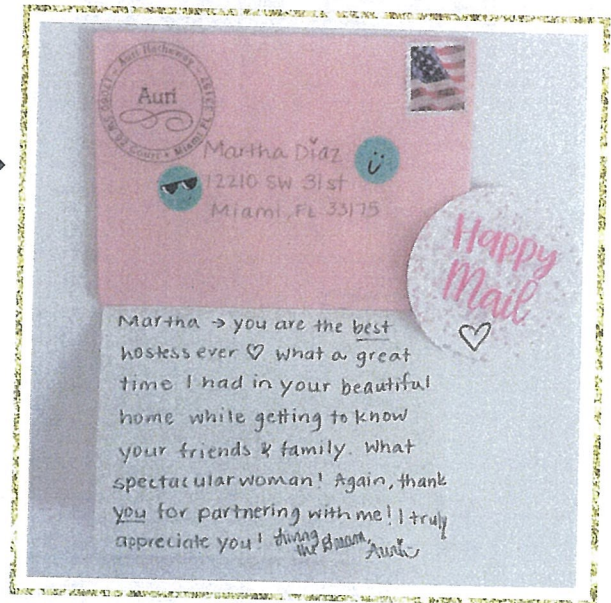 Auri Hathaway
Auri
Martha Diaz
12210 SW 31st
Miami, FL 33175
Happy
Mail
Martha → you are the best
hostess ever ♡ What a great
time I had in your beautiful
home while getting to know
your friends & family. What
spectacular woman! Again, thank
you for partnering with me! I truly
appreciate you! living
the dream,
Auri